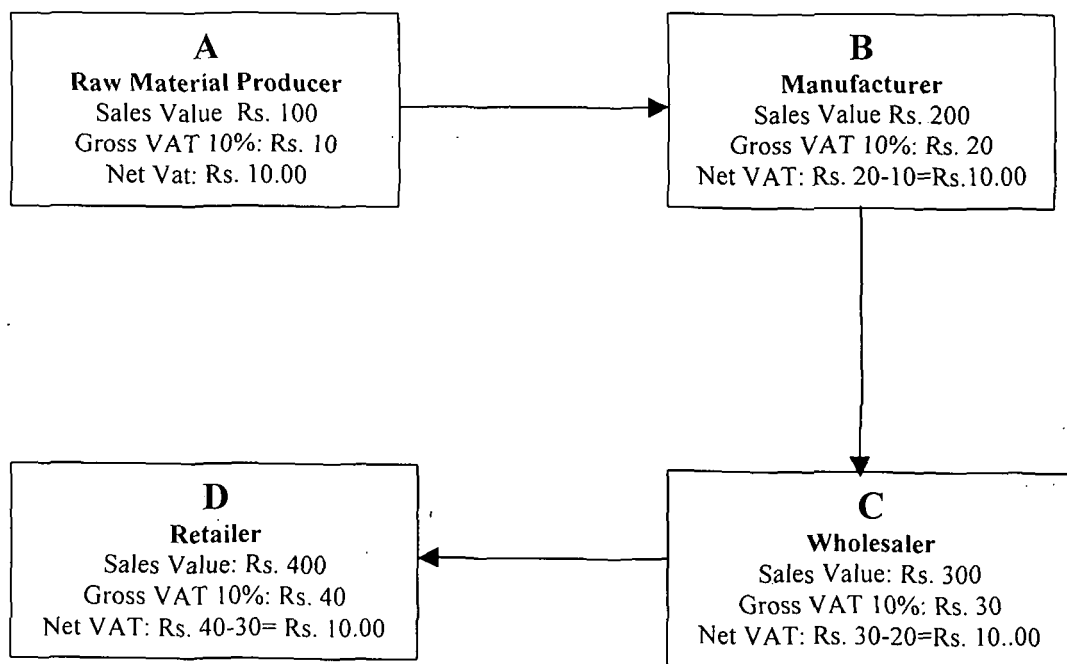 A
Raw Material Producer
Sales Value Rs. 100
Gross VAT 10%: Rs. 10
Net Vat: Rs. 10.00
B
Manufacturer
Sales Value Rs. 200
Gross VAT 10%: Rs. 20
Net VAT: Rs. 20-10=Rs.10.00
C
Wholesaler
Sales Value: Rs. 300
Gross VAT 10%: Rs. 30
Net VAT: Rs. 30-20=Rs. 10..00
D
Retailer
Sales Value: Rs. 400
Gross VAT 10%: Rs. 40
Net VAT: Rs. 40-30= Rs. 10.00